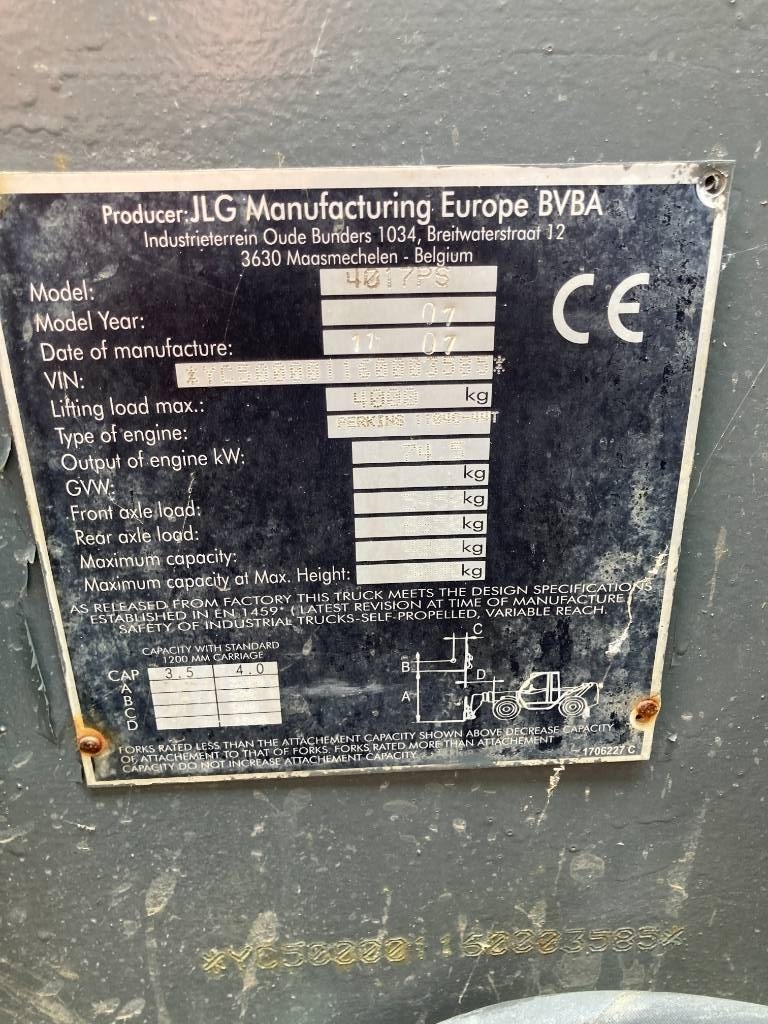 Producer: JLG Manufacturing Europe BVBA
Industrieterrein Oude Bunders 1034, Breitwaterstraat 12
3630 Maasmechelen - Belgium
CE
Model: 4017PS
Model Year: 07
Date of manufacture: 11 07
VIN:
Lifting load max.: 4000 kg
Type of engine: PERKINS 1104C-44T
Output of engine kW: 74.5
GVW: kg
Front axle load: kg
Rear axle load: kg
Maximum capacity: kg
Maximum capacity at Max. Height: kg
AS RELEASED FROM FACTORY THIS TRUCK MEETS THE DESIGN SPECIFICATIONS
ESTABLISHED IN EN 1459* (LATEST REVISION AT TIME OF MANUFACTURE)
SAFETY OF INDUSTRIAL TRUCKS-SELF-PROPELLED, VARIABLE REACH.
CAPACITY WITH STANDARD
1200 MM CARRIAGE
CAP 3.5 4.0
A
B
C
D
C
B
D
A
FORKS RATED LESS THAN THE ATTACHEMENT CAPACITY SHOWN ABOVE DECREASE CAPACITY
OF ATTACHEMENT TO THAT OF FORKS. FORKS RATED MORE THAN ATTACHEMENT
CAPACITY DO NOT INCREASE ATTACHEMENT CAPACITY.
1706227 C